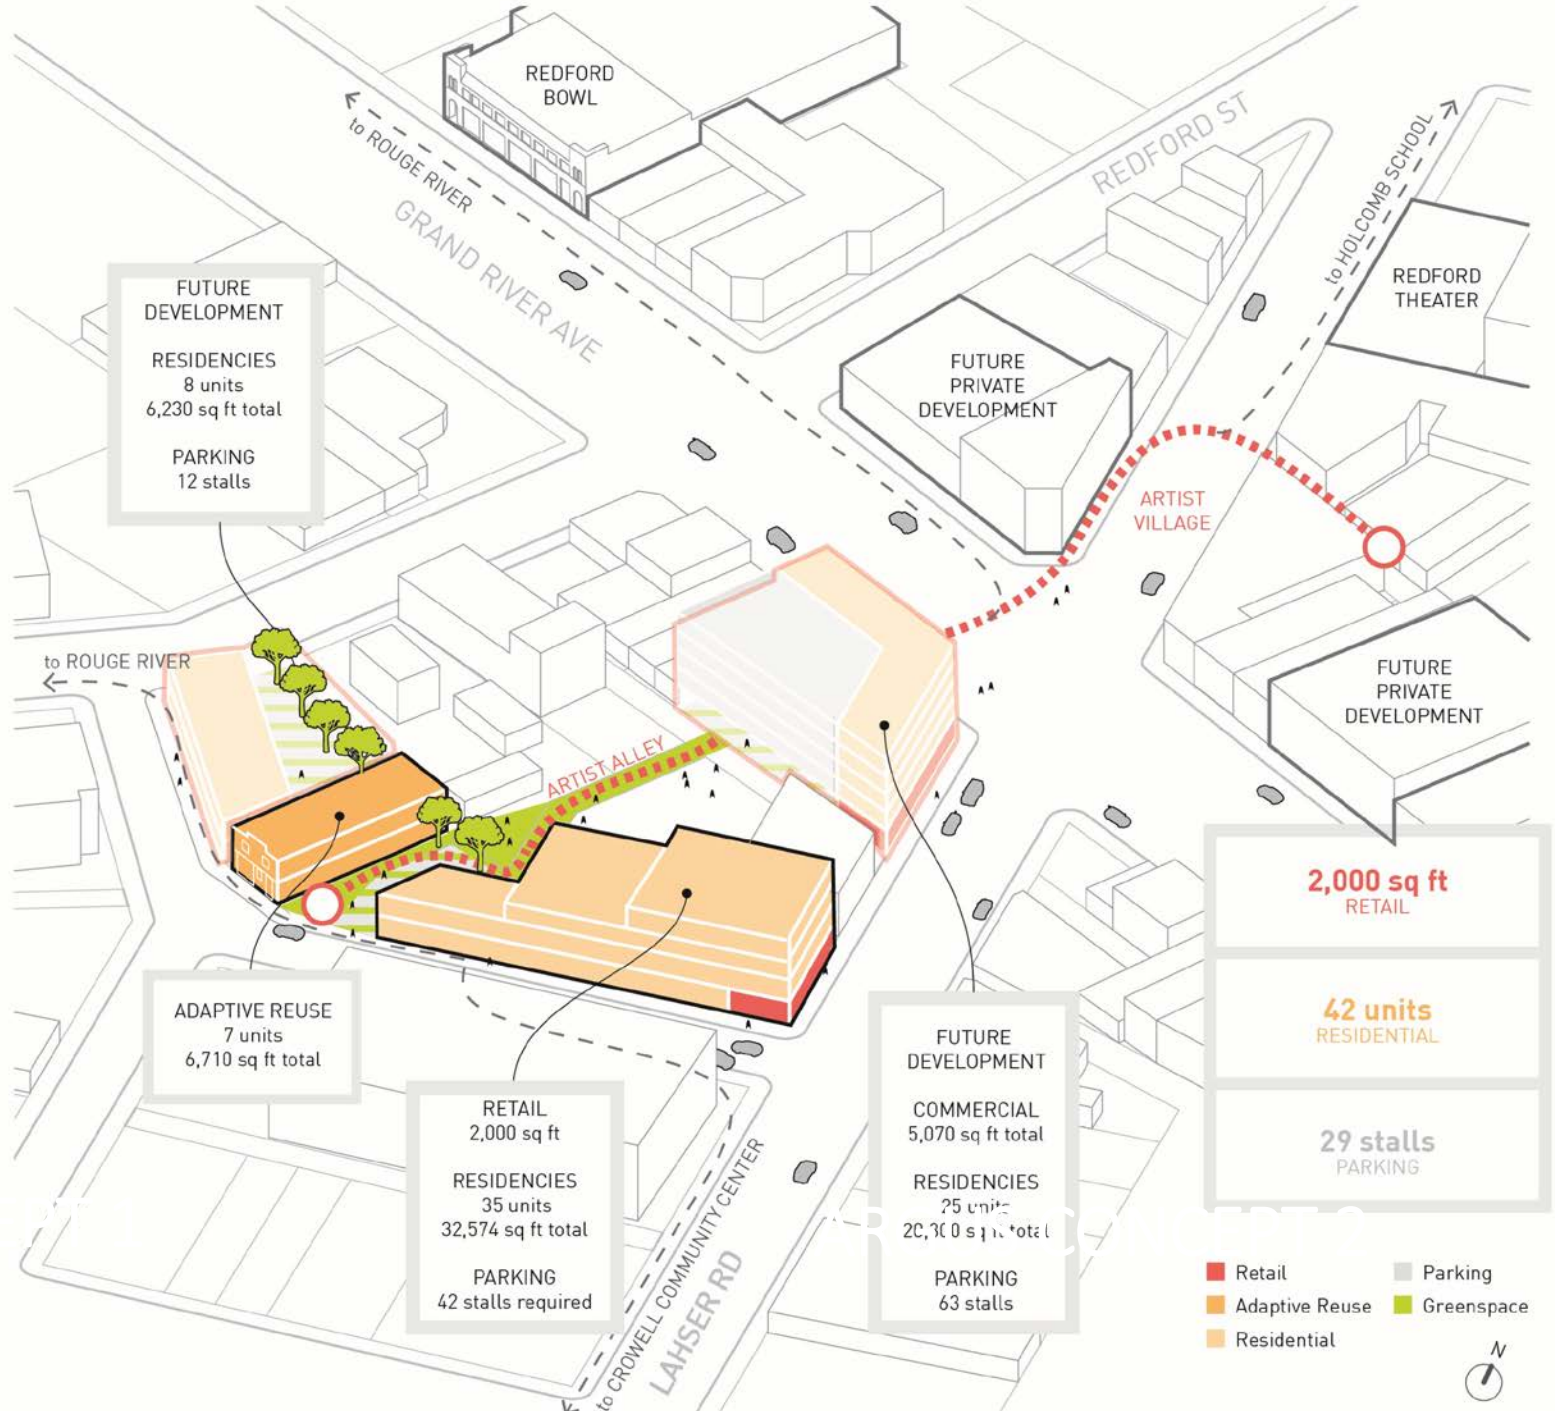 REDFORD
BOWL
REDFORD ST
to ROUGE RIVER
GRAND RIVER AVE
to HOLCOMB SCHOOL
REDFORD
THEATER
FUTURE
DEVELOPMENT
RESIDENCIES
8 units
6,230 sq ft total
PARKING
12 stalls
FUTURE
PRIVATE
DEVELOPMENT
ARTIST
VILLAGE
to ROUGE RIVER
FUTURE
PRIVATE
DEVELOPMENT
ARTIST ALLEY
2,000 sq ft
RETAIL
42 units
RESIDENTIAL
29 stalls
PARKING
ADAPTIVE REUSE
7 units
6,710 sq ft total
RETAIL
2,000 sq ft
RESIDENCIES
35 units
32,574 sq ft total
PARKING
42 stalls required
FUTURE
DEVELOPMENT
COMMERCIAL
5,070 sq ft total
RESIDENCIES
25 units
sq ft total
PARKING
63 stalls
to CROWELL COMMUNITY CENTER
LAHSER RD
Retail
Adaptive Reuse
Residential
Parking
Greenspace
N